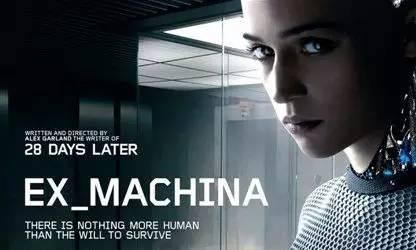 WRITTEN AND DIRECTED BY
ALEX GARLAND THE WRITER OF
28 DAYS LATER
EX_MACHINA
THERE IS NOTHING MORE HUMAN
THAN THE WILL TO SURVIVE